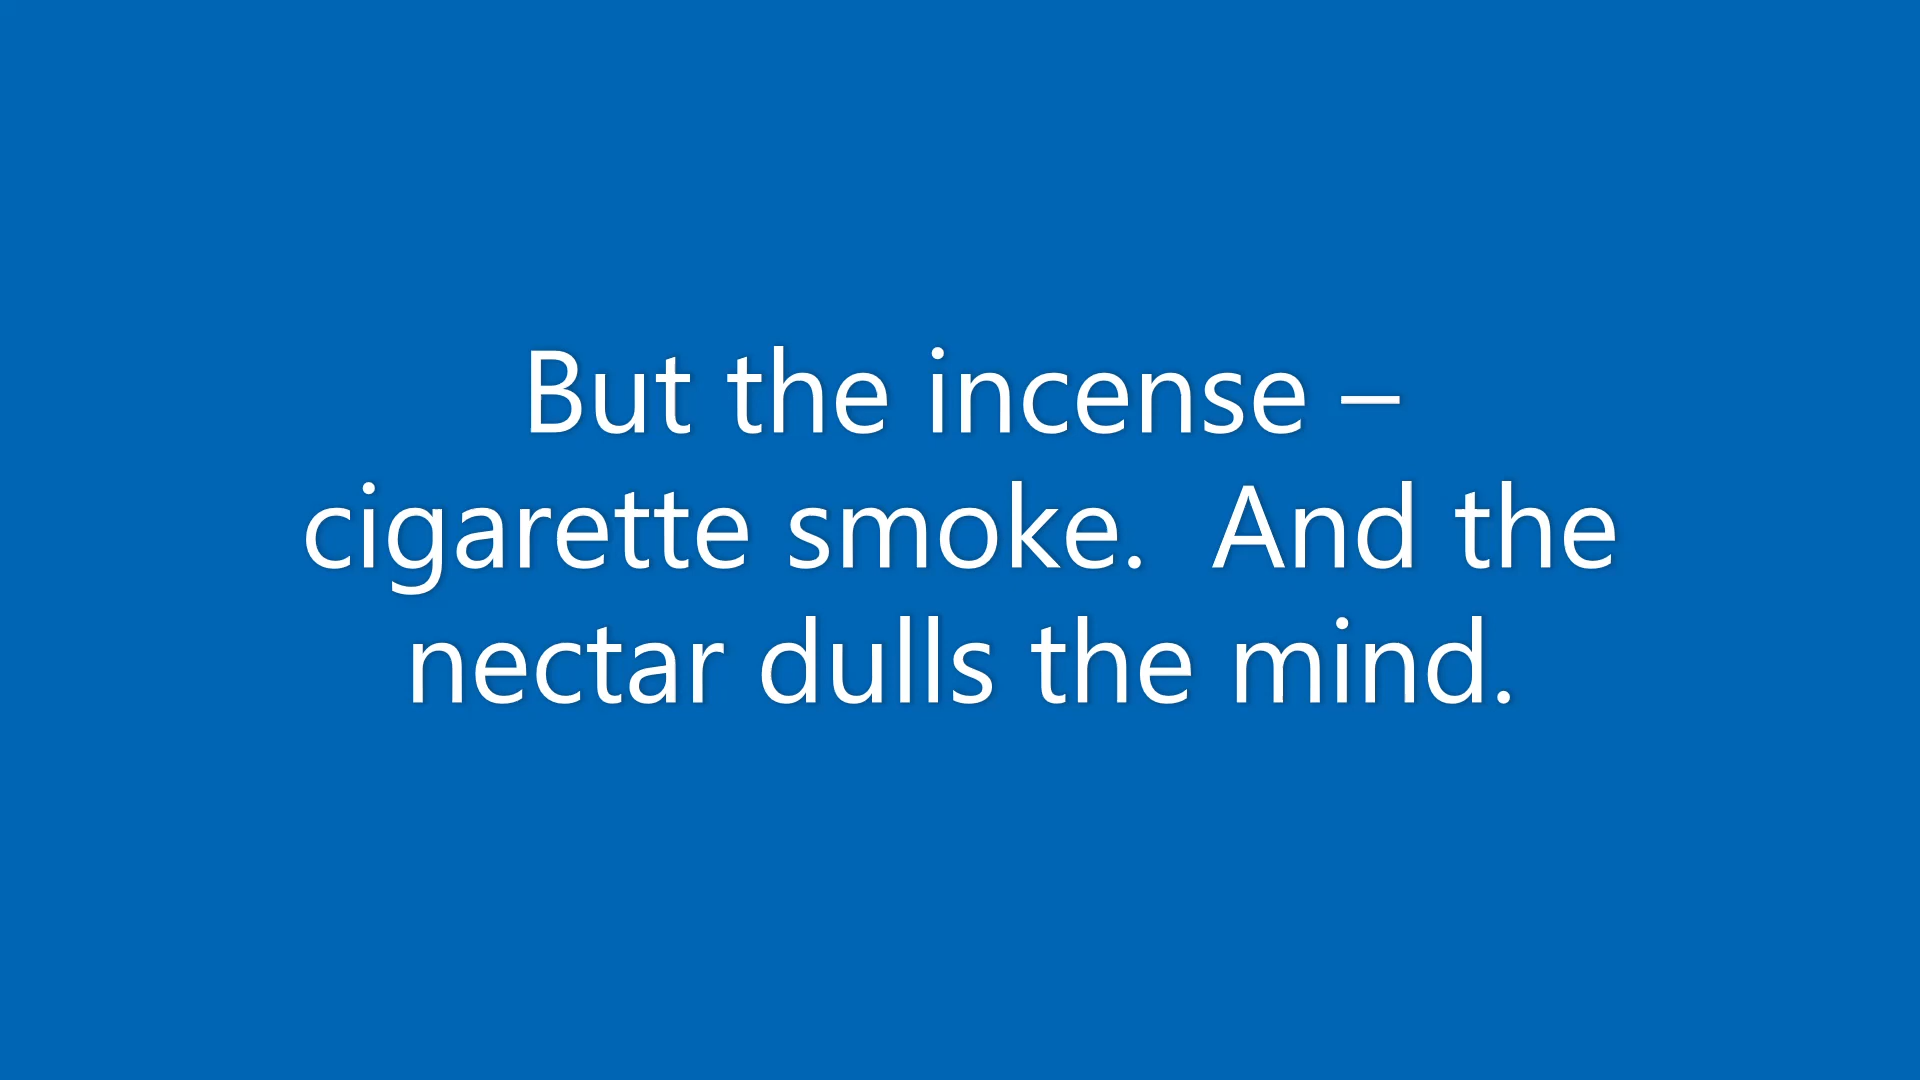 But the incense –
cigarette smoke.  And the
nectar dulls the mind.